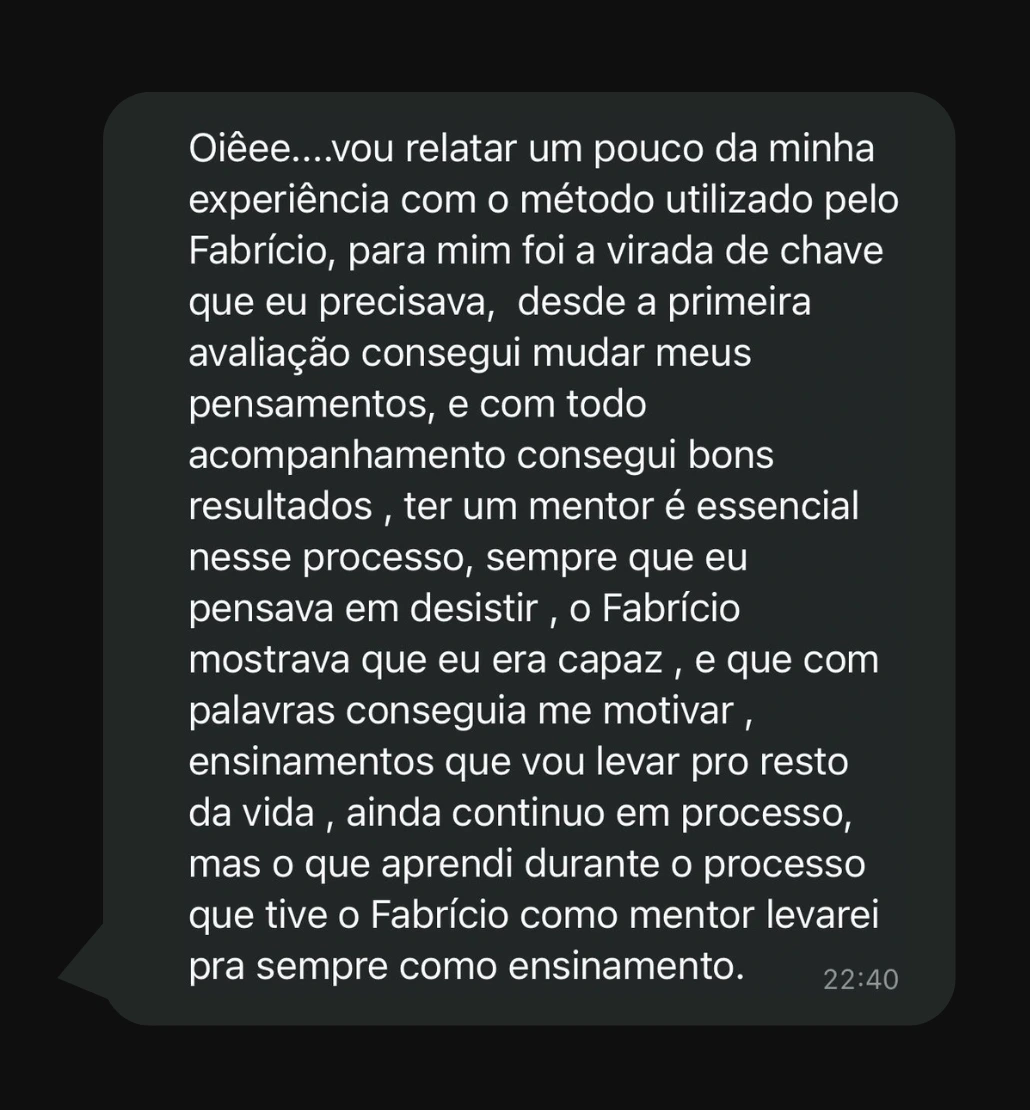 Oiêee....vou relatar um pouco da minha
experiência com o método utilizado pelo
Fabrício, para mim foi a virada de chave
que eu precisava,  desde a primeira
avaliação consegui mudar meus
pensamentos, e com todo
acompanhamento consegui bons
resultados , ter um mentor é essencial
nesse processo, sempre que eu
pensava em desistir , o Fabrício
mostrava que eu era capaz , e que com
palavras conseguia me motivar ,
ensinamentos que vou levar pro resto
da vida , ainda continuo em processo,
mas o que aprendi durante o processo
que tive o Fabrício como mentor levarei
pra sempre como ensinamento.
22:40